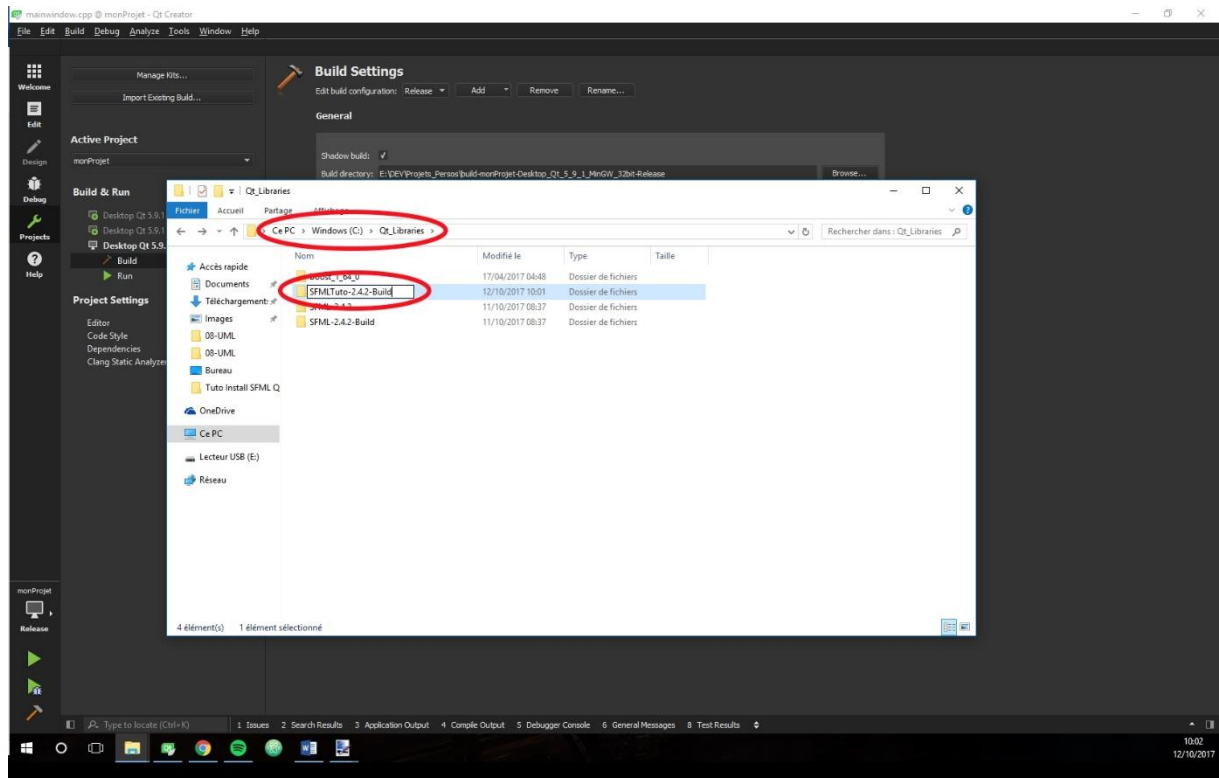 mainwindow.cpp @ monProjet - Qt Creator
File Edit Build Debug Analyze Tools Window Help
Welcome
Edit
Design
Debug
Projects
Help
Manage Kits...
Import Existing Build...
Active Project
monProjet
Build & Run
Desktop Qt 5.9.1
Desktop Qt 5.9.1
Desktop Qt 5.9.
Build
Run
Project Settings
Editor
Code Style
Dependencies
Clang Static Analyzer
Build Settings
Edit build configuration: Release Add Remove Rename...
General
Shadow build:
Build directory: E:\DEV\Projets_Persos\build-monProjet-Desktop_Qt_5_9_1_MinGW_32bit-Release Browse...
Qt_Libraries
Fichier Accueil Partage Affichage
Ce PC > Windows (C:) > Qt_Libraries >
Rechercher dans : Qt_Libraries
Nom Modifié le Type Taille
boost_1_64_0 17/04/2017 04:48 Dossier de fichiers
SFMLTuto-2.4.2-Build 12/10/2017 10:01 Dossier de fichiers
SFML-2.4.2 11/10/2017 08:37 Dossier de fichiers
SFML-2.4.2-Build 11/10/2017 08:37 Dossier de fichiers
Accès rapide
Documents
Téléchargements
Images
08-UML
08-UML
Bureau
Tuto Install SFML Q
OneDrive
Ce PC
Lecteur USB (E:)
Réseau
4 élément(s) 1 élément sélectionné
monProjet
Release
Type to locate (Ctrl+K)
1 Issues 2 Search Results 3 Application Output 4 Compile Output 5 Debugger Console 6 General Messages 8 Test Results
10:02
12/10/2017